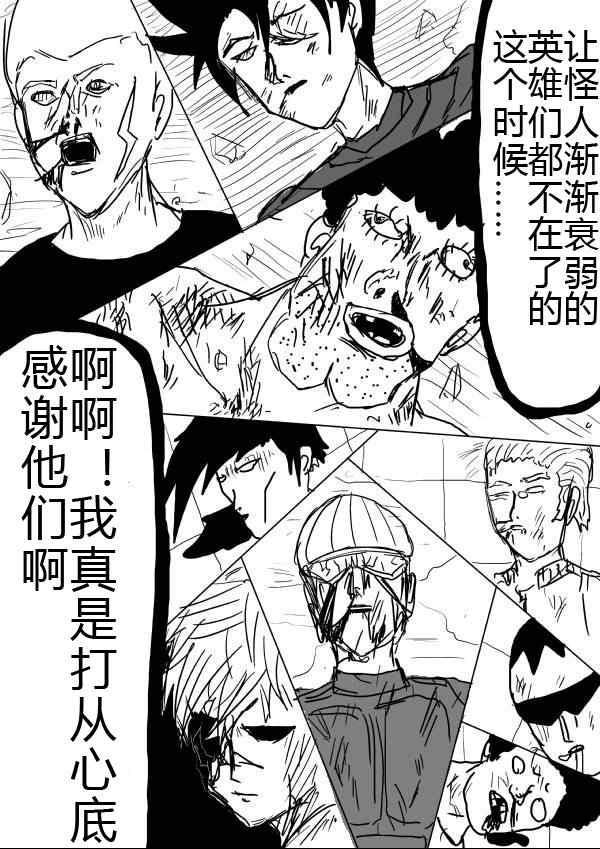 让怪人渐渐衰弱的
英雄们都不在了的
这个时候……
啊啊！我真是打从心底
感谢他们啊